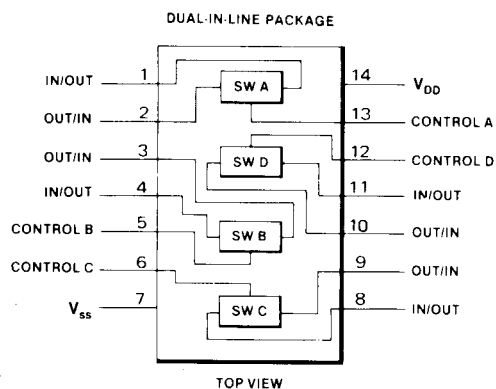 DUAL-IN-LINE PACKAGE
IN/OUT 1 14 VDD
SW A
OUT/IN 2 13 CONTROL A
OUT/IN 3 12 CONTROL D
SW D
IN/OUT 4 11 IN/OUT
CONTROL B 5 10 OUT/IN
SW B
CONTROL C 6 9 OUT/IN
Vss 7 8 IN/OUT
SW C
TOP VIEW